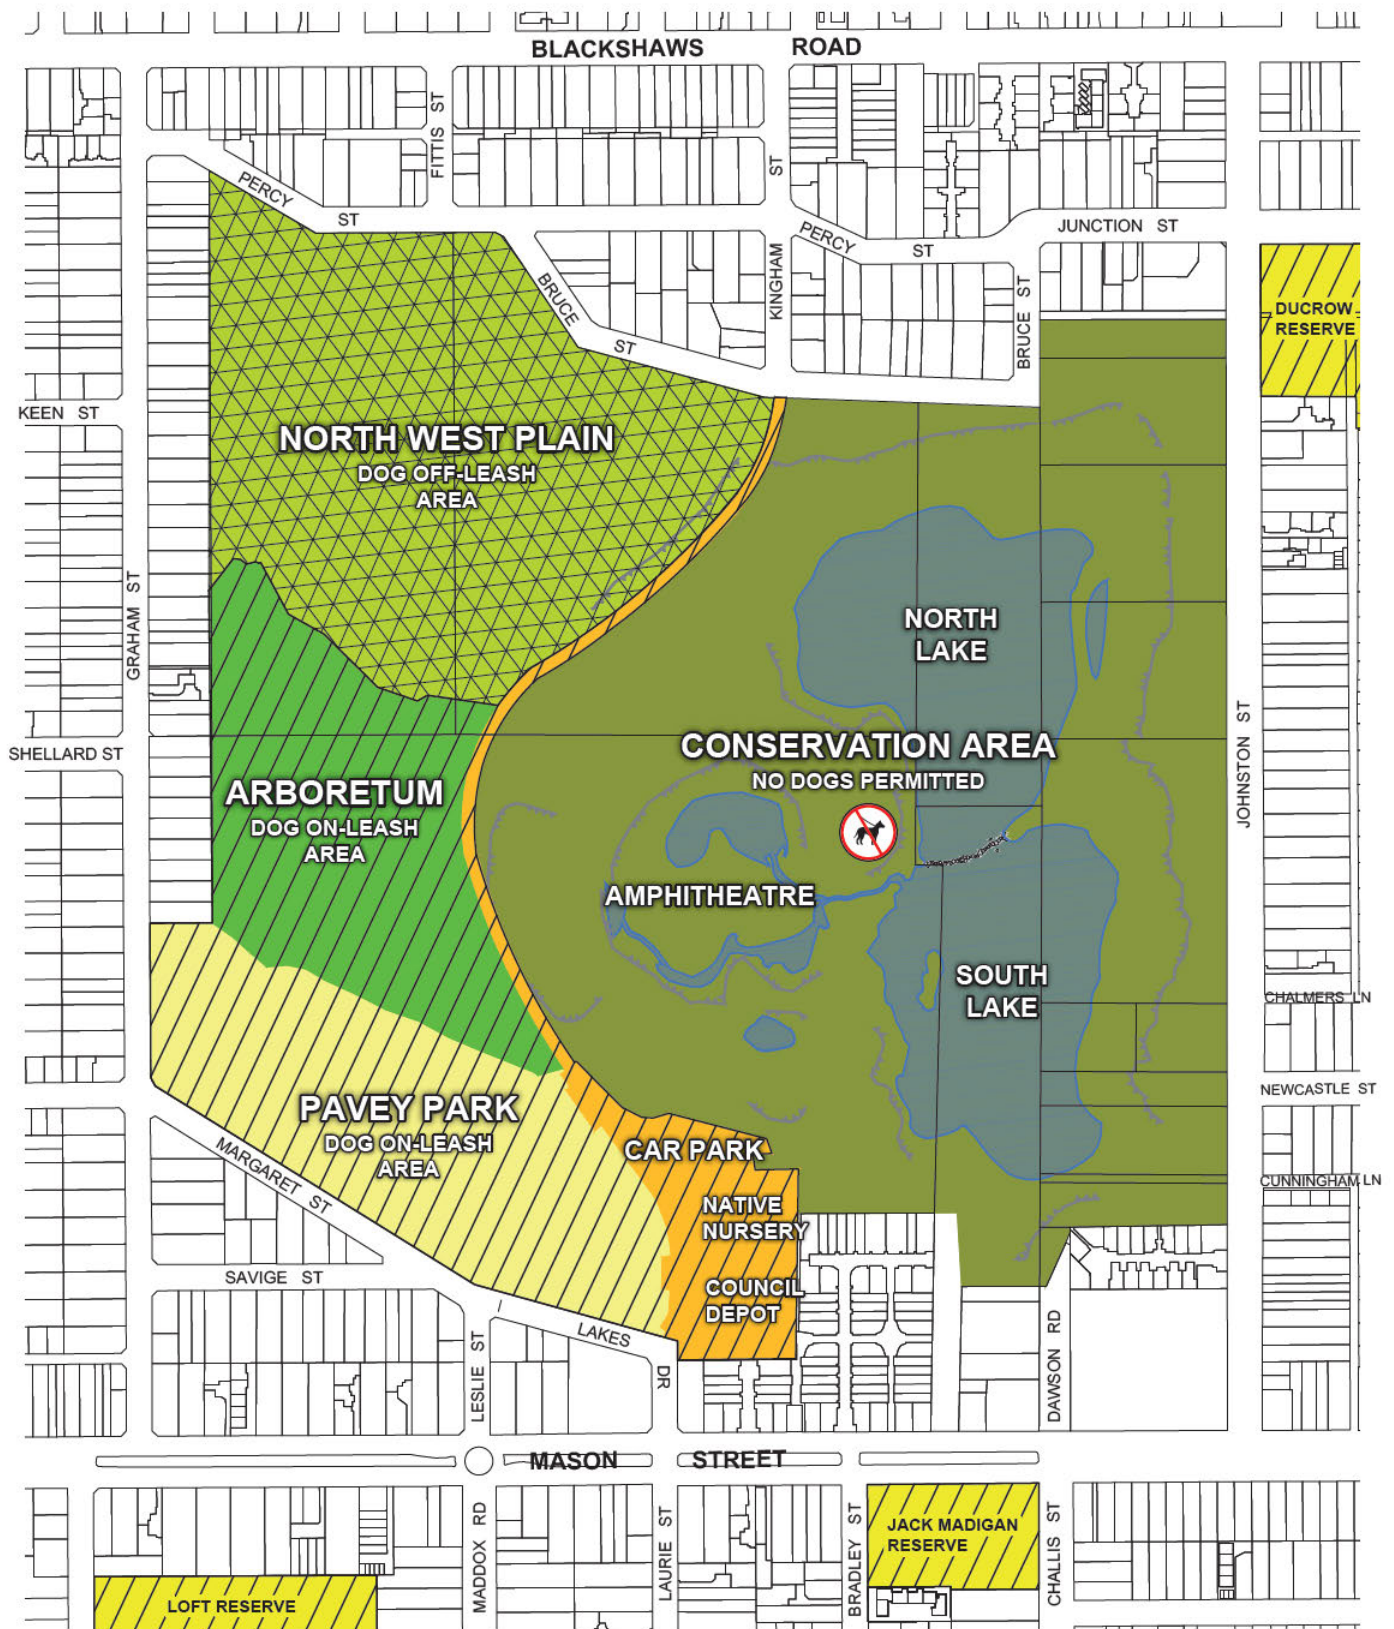 BLACKSHAWS ROAD
FITTIS ST
ST
PERCY
ST
JUNCTION ST
PERCY
ST
KINGHAM
BRUCE
BRUCE ST
DUCROW
RESERVE
ST
KEEN ST
NORTH WEST PLAIN
DOG OFF-LEASH
AREA
GRAHAM ST
NORTH
LAKE
JOHNSTON ST
SHELLARD ST
CONSERVATION AREA
NO DOGS PERMITTED
ARBORETUM
DOG ON-LEASH
AREA
AMPHITHEATRE
SOUTH
LAKE
CHALMERS LN
NEWCASTLE ST
PAVEY PARK
DOG ON-LEASH
AREA
CAR PARK
MARGARET ST
CUNNINGHAM LN
NATIVE
NURSERY
SAVIGE ST
COUNCIL
DEPOT
LAKES
DR
LESLIE ST
DAWSON RD
MASON STREET
MADDOX RD
LAURIE ST
BRADLEY ST
JACK MADIGAN
RESERVE
CHALLIS ST
LOFT RESERVE